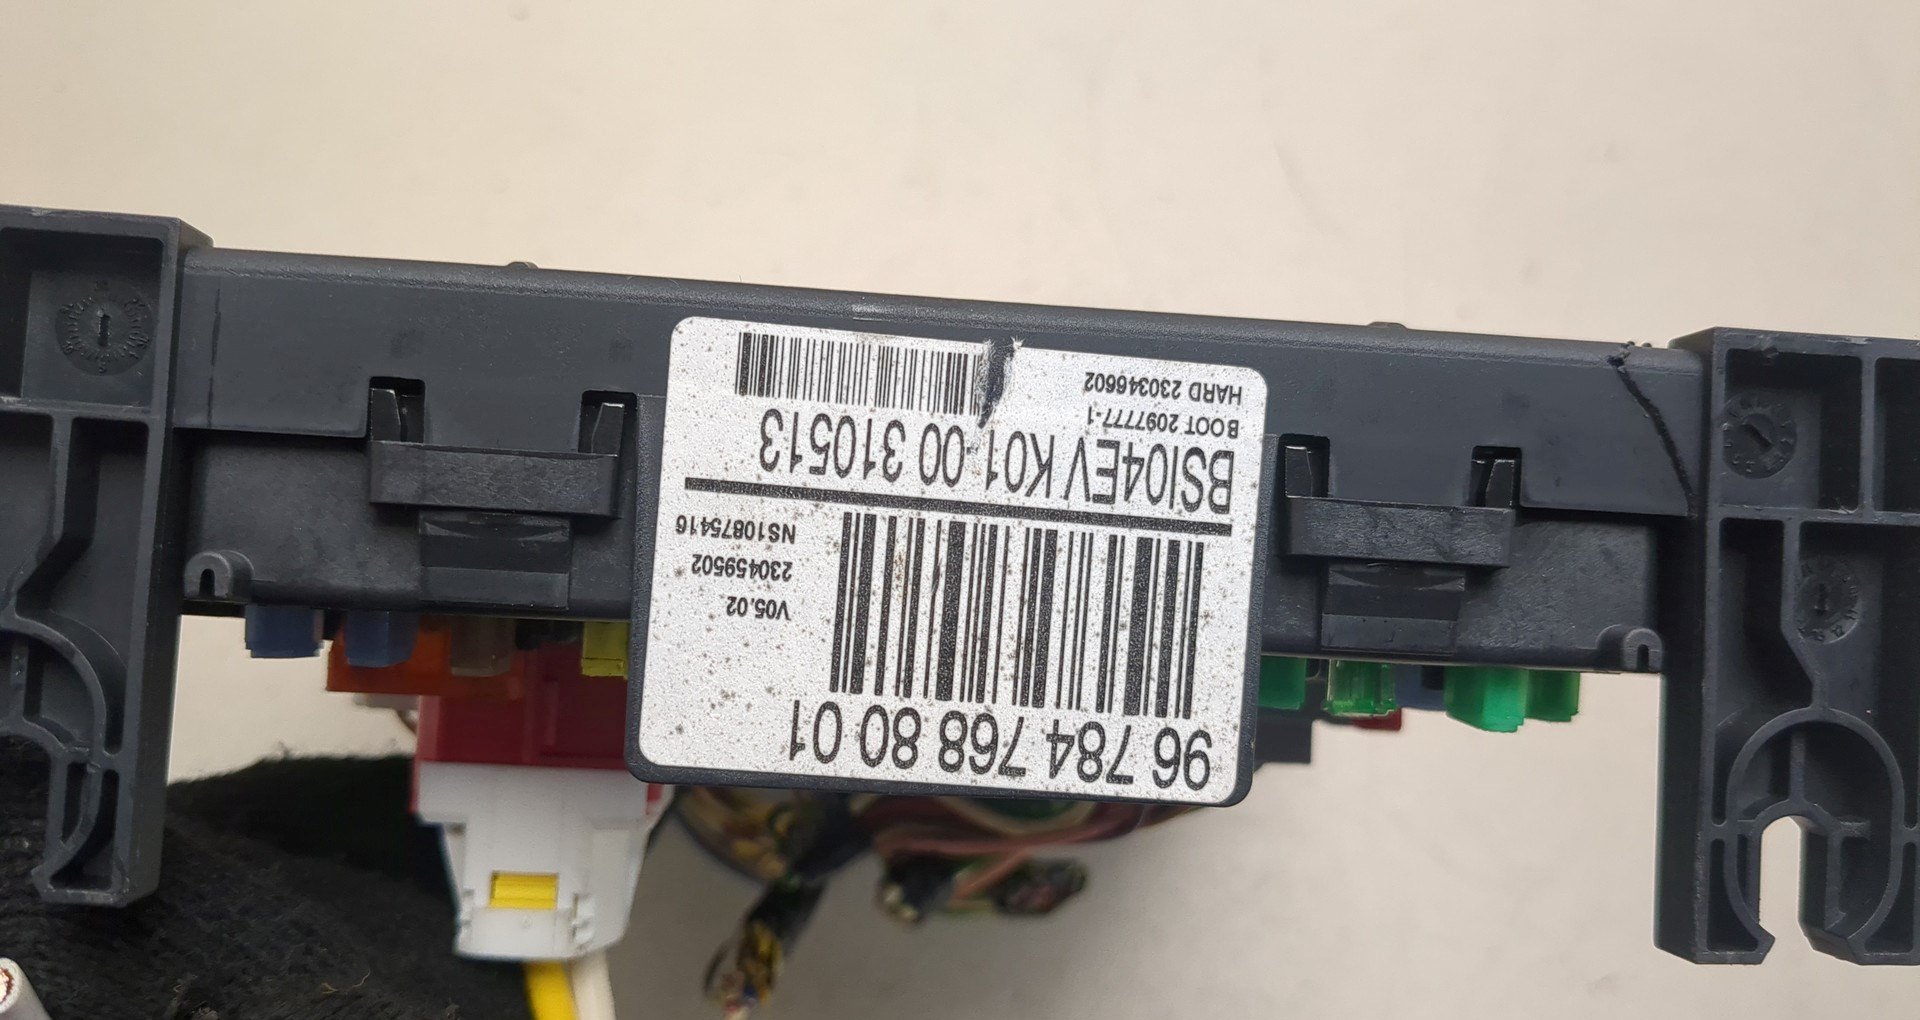 96 784 768 80 01
V05.02
230459502
NS10875416
BSI04EV K01-00 310513
BOOT 2097777-1
HARD 230346602